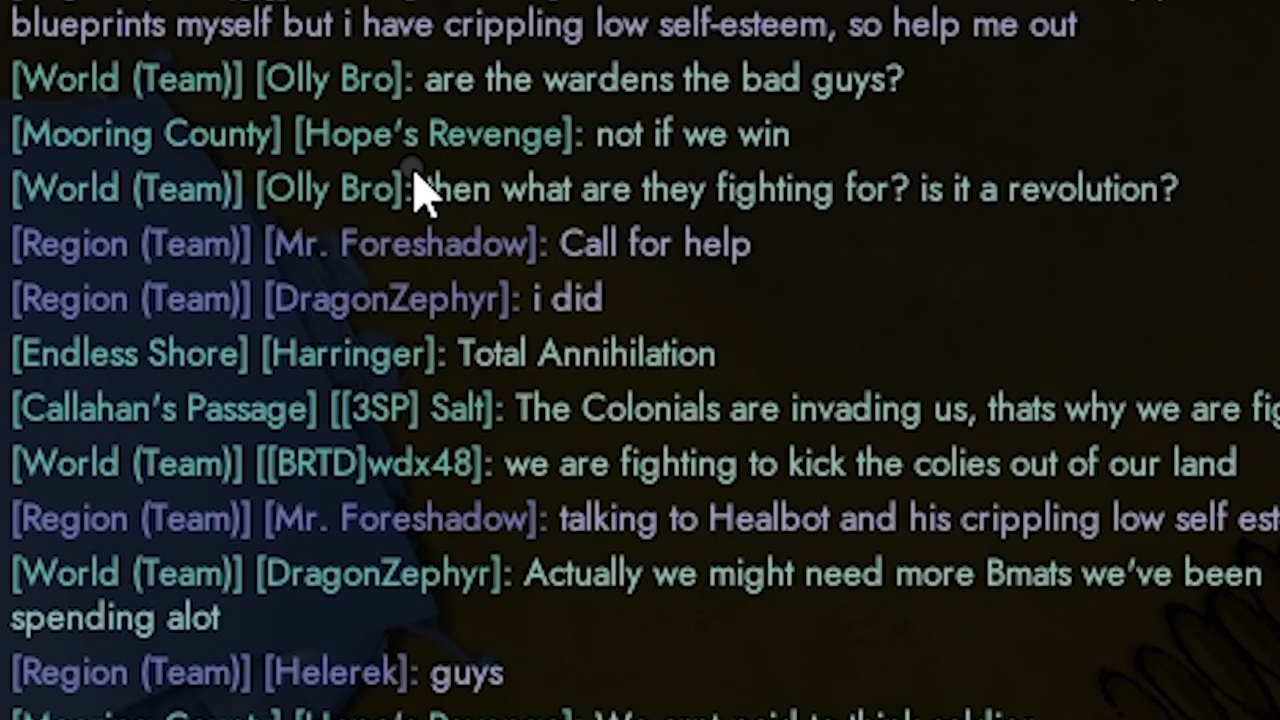 blueprints myself but i have crippling low self-esteem, so help me out
[World (Team)] [Olly Bro]: are the wardens the bad guys?
[Mooring County] [Hope's Revenge]: not if we win
[World (Team)] [Olly Bro]: then what are they fighting for? is it a revolution?
[Region (Team)] [Mr. Foreshadow]: Call for help
[Region (Team)] [DragonZephyr]: i did
[Endless Shore] [Harringer]: Total Annihilation
[Callahan's Passage] [[3SP] Salt]: The Colonials are invading us, thats why we are fig
[World (Team)] [[BRTD]wdx48]: we are fighting to kick the colies out of our land
[Region (Team)] [Mr. Foreshadow]: talking to Healbot and his crippling low self est
[World (Team)] [DragonZephyr]: Actually we might need more Bmats we've been
spending alot
[Region (Team)] [Helerek]: guys